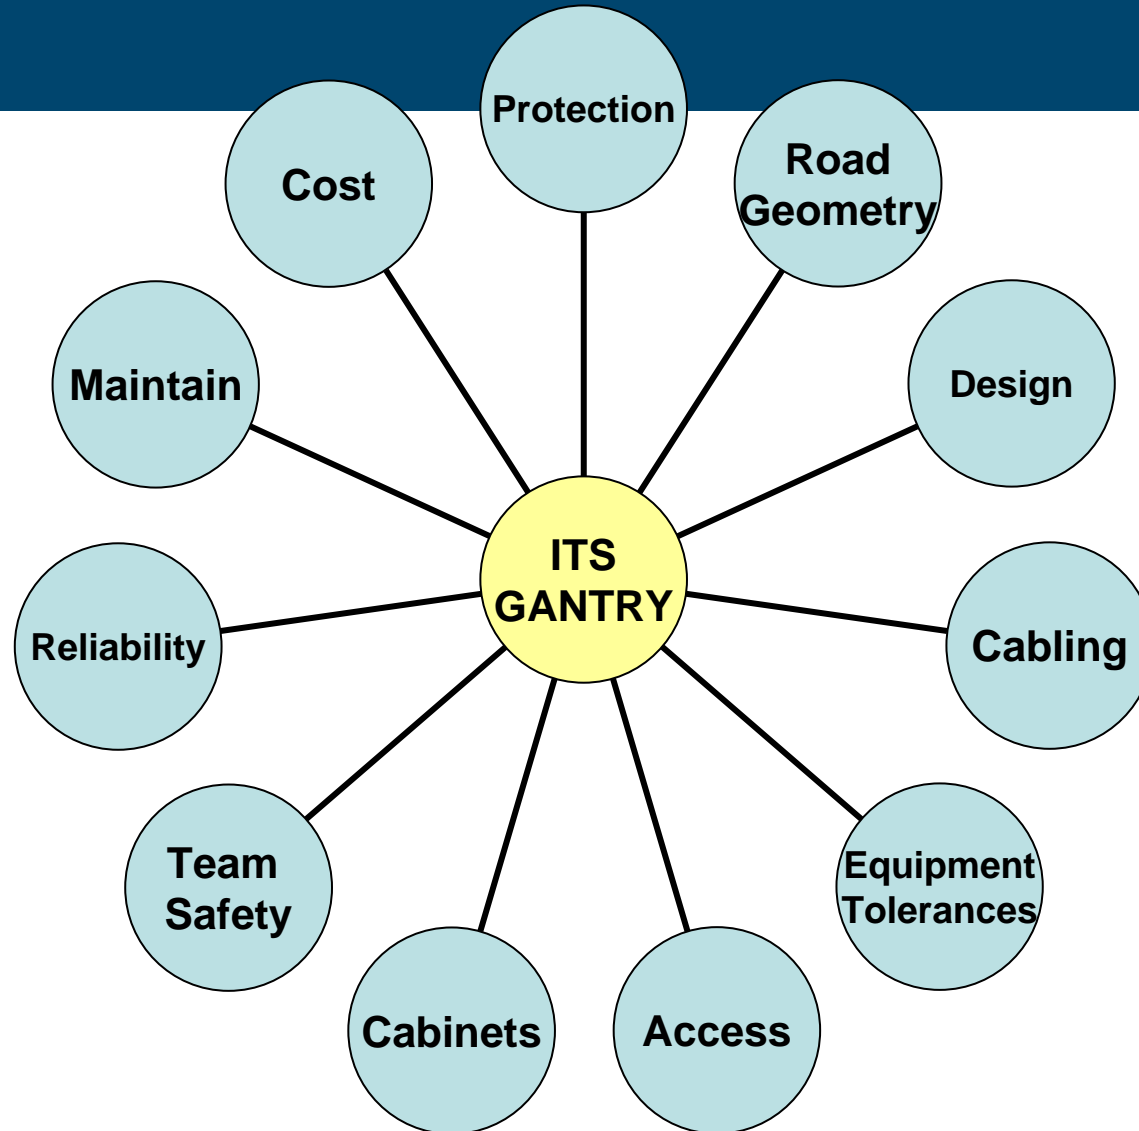 Protection
Cost
Road
Geometry
Maintain
Design
ITS
GANTRY
Reliability
Cabling
Team
Safety
Equipment
Tolerances
Cabinets
Access